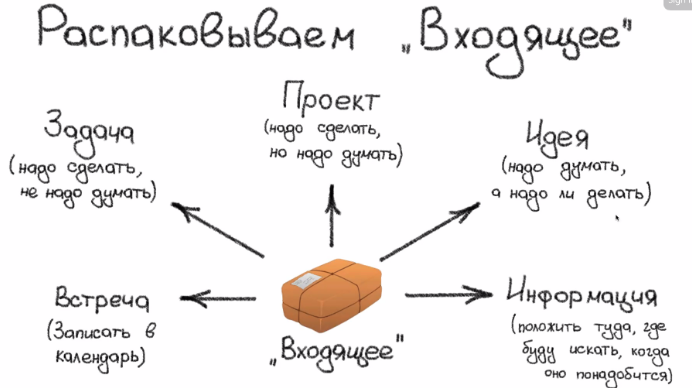 Распаковываем „Входящее"
Проект
(надо сделать,
но надо думать)
Задача
(надо сделать,
не надо думать)
Идея
(надо думать,
а надо ли делать)
Встреча
(Записать в
календарь)
Информация
(положить туда, где
буду искать, когда
оно понадобится)
„Входящее"